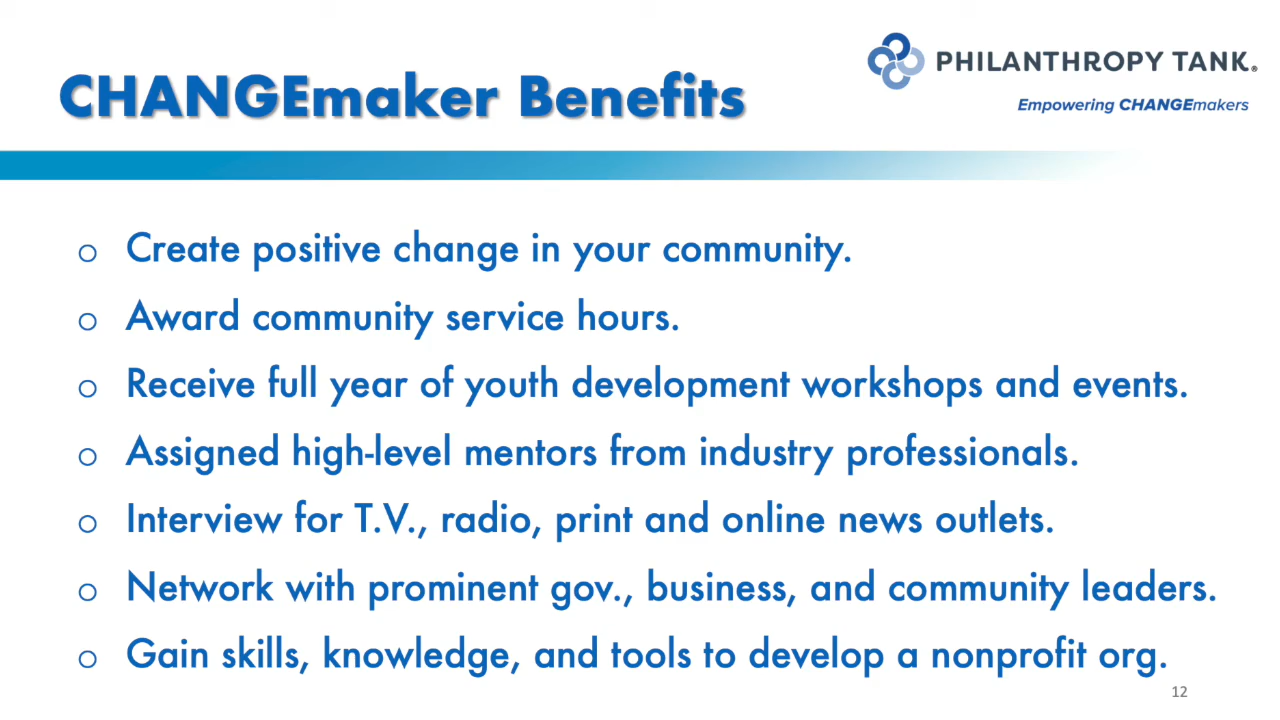 PHILANTHROPY TANK®
Empowering CHANGEmakers
CHANGEmaker Benefits
o Create positive change in your community.
o Award community service hours.
o Receive full year of youth development workshops and events.
o Assigned high-level mentors from industry professionals.
o Interview for T.V., radio, print and online news outlets.
o Network with prominent gov., business, and community leaders.
o Gain skills, knowledge, and tools to develop a nonprofit org.
12